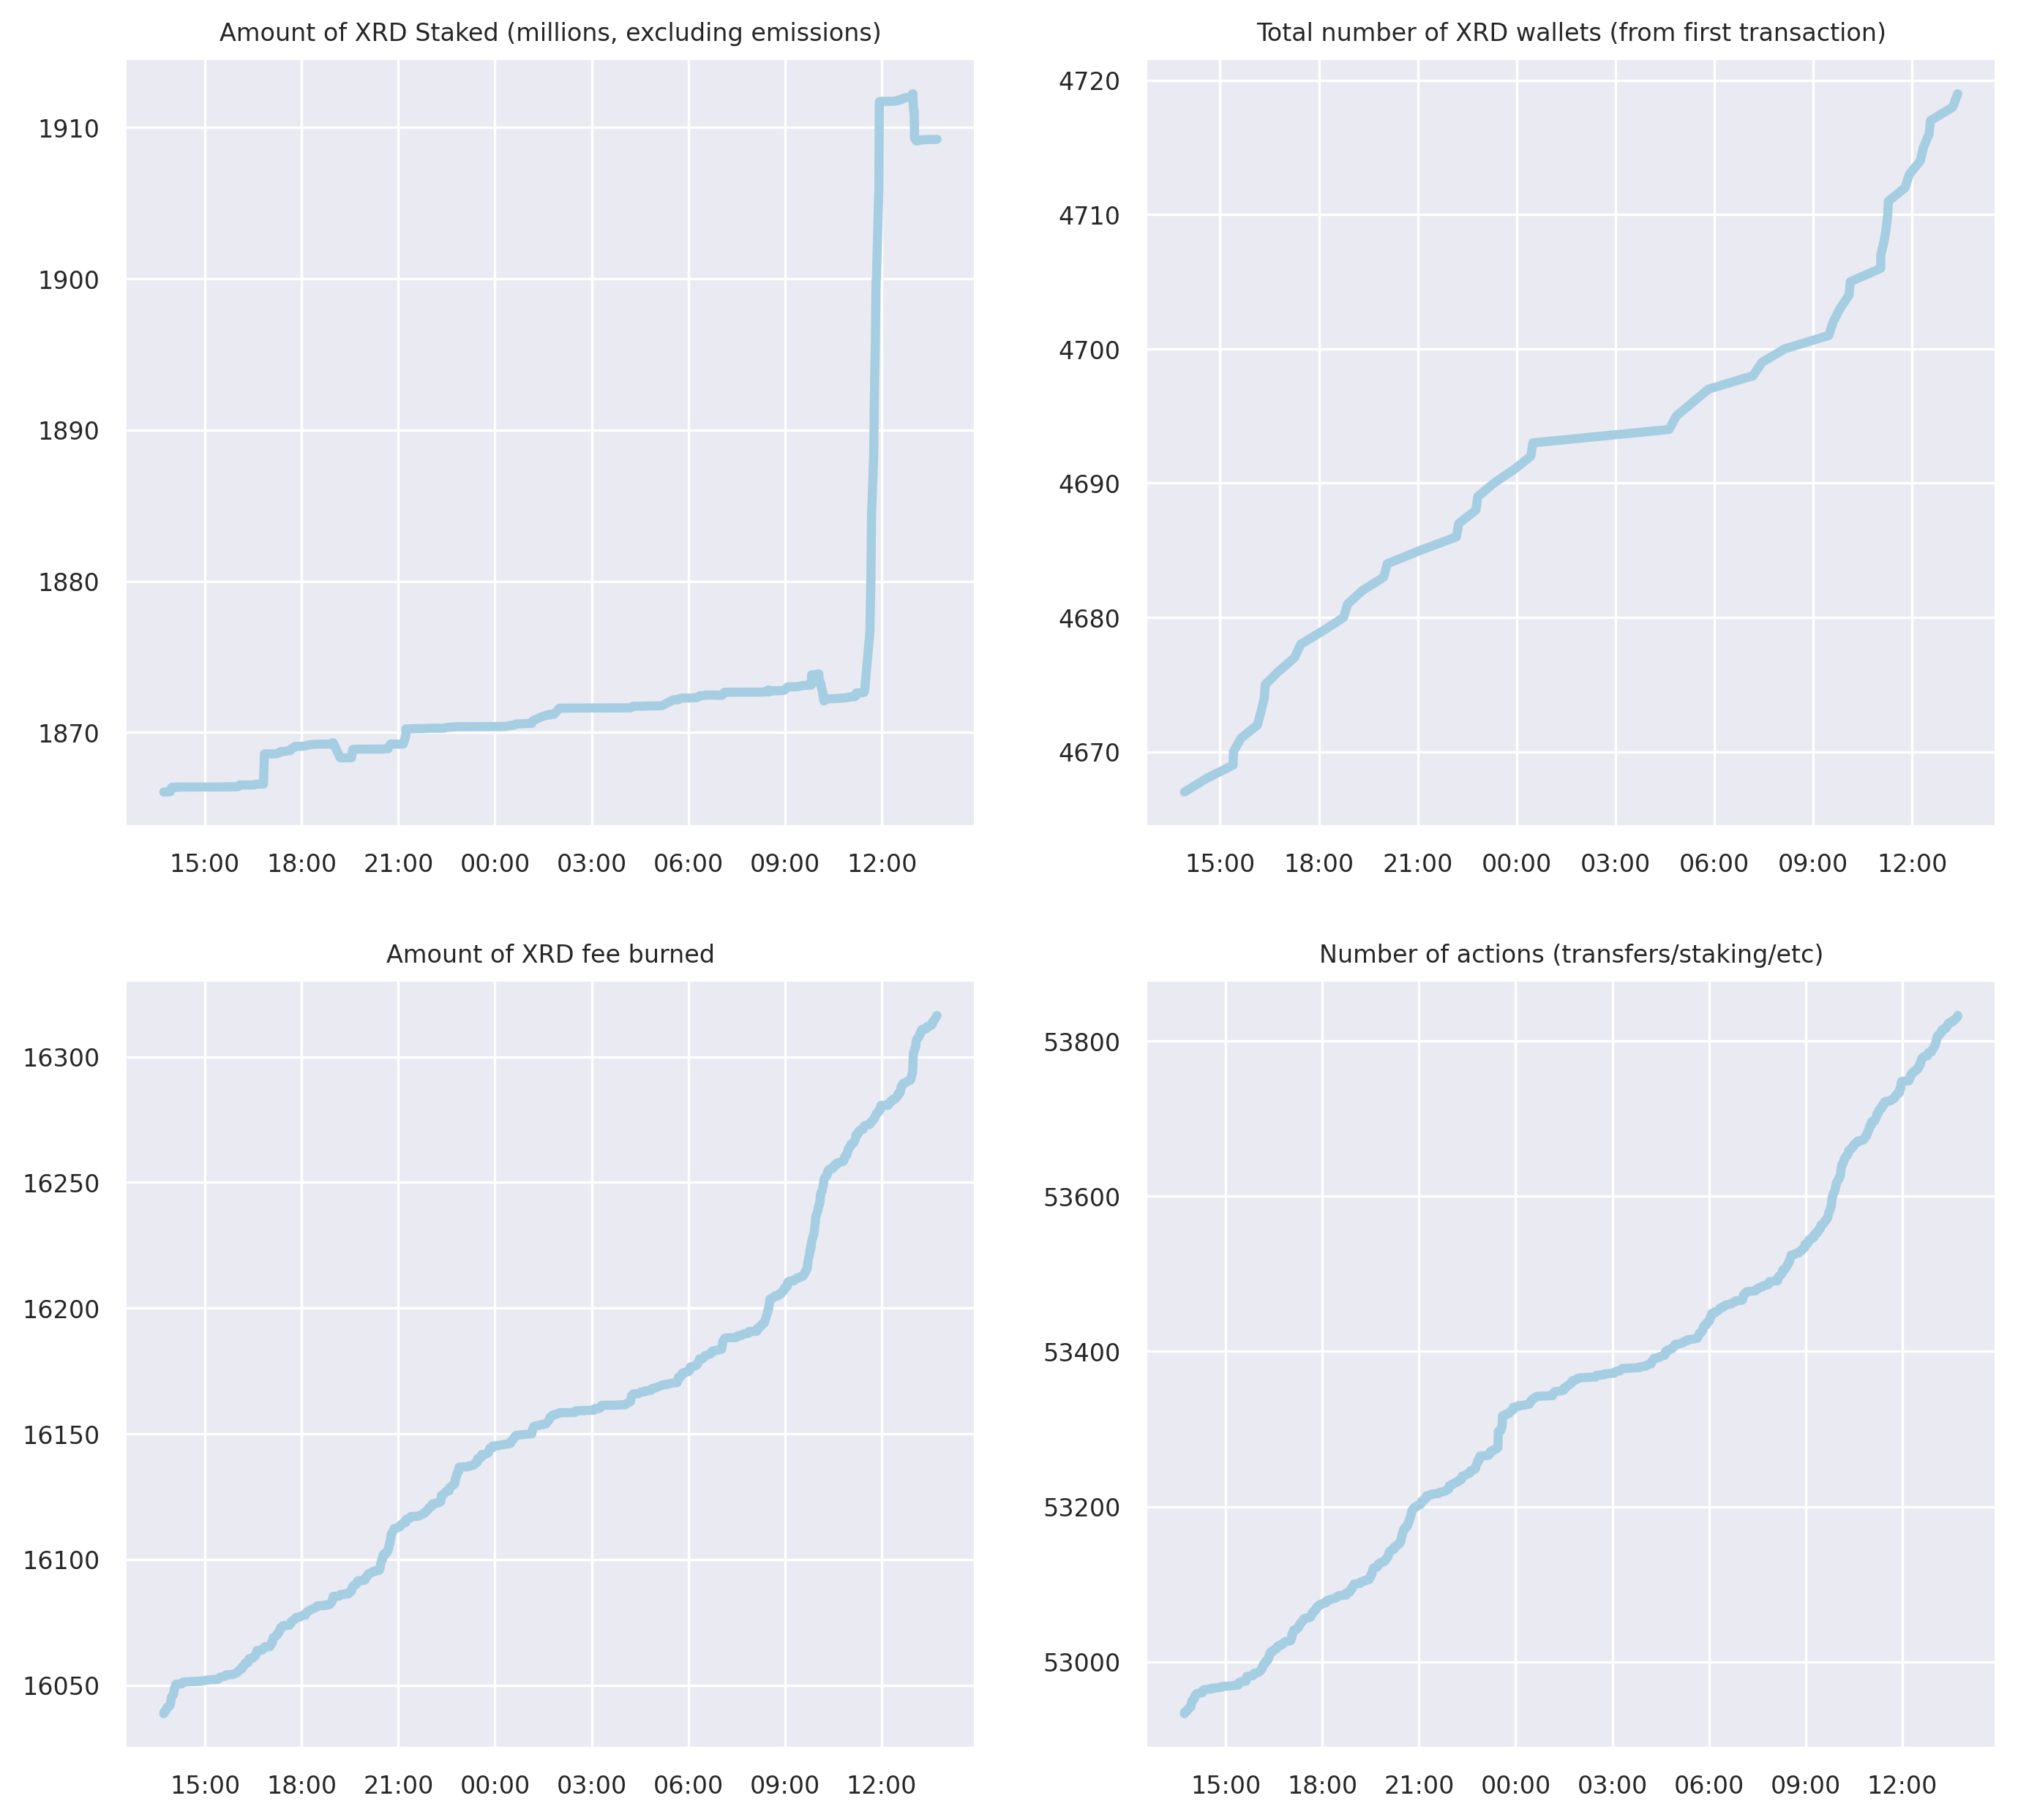 Amount of XRD Staked (millions, excluding emissions)
1910
1900
1890
1880
1870
15:00 18:00 21:00 00:00 03:00 06:00 09:00 12:00
Total number of XRD wallets (from first transaction)
4720
4710
4700
4690
4680
4670
15:00 18:00 21:00 00:00 03:00 06:00 09:00 12:00
Amount of XRD fee burned
16300
16250
16200
16150
16100
16050
15:00 18:00 21:00 00:00 03:00 06:00 09:00 12:00
Number of actions (transfers/staking/etc)
53800
53600
53400
53200
53000
15:00 18:00 21:00 00:00 03:00 06:00 09:00 12:00